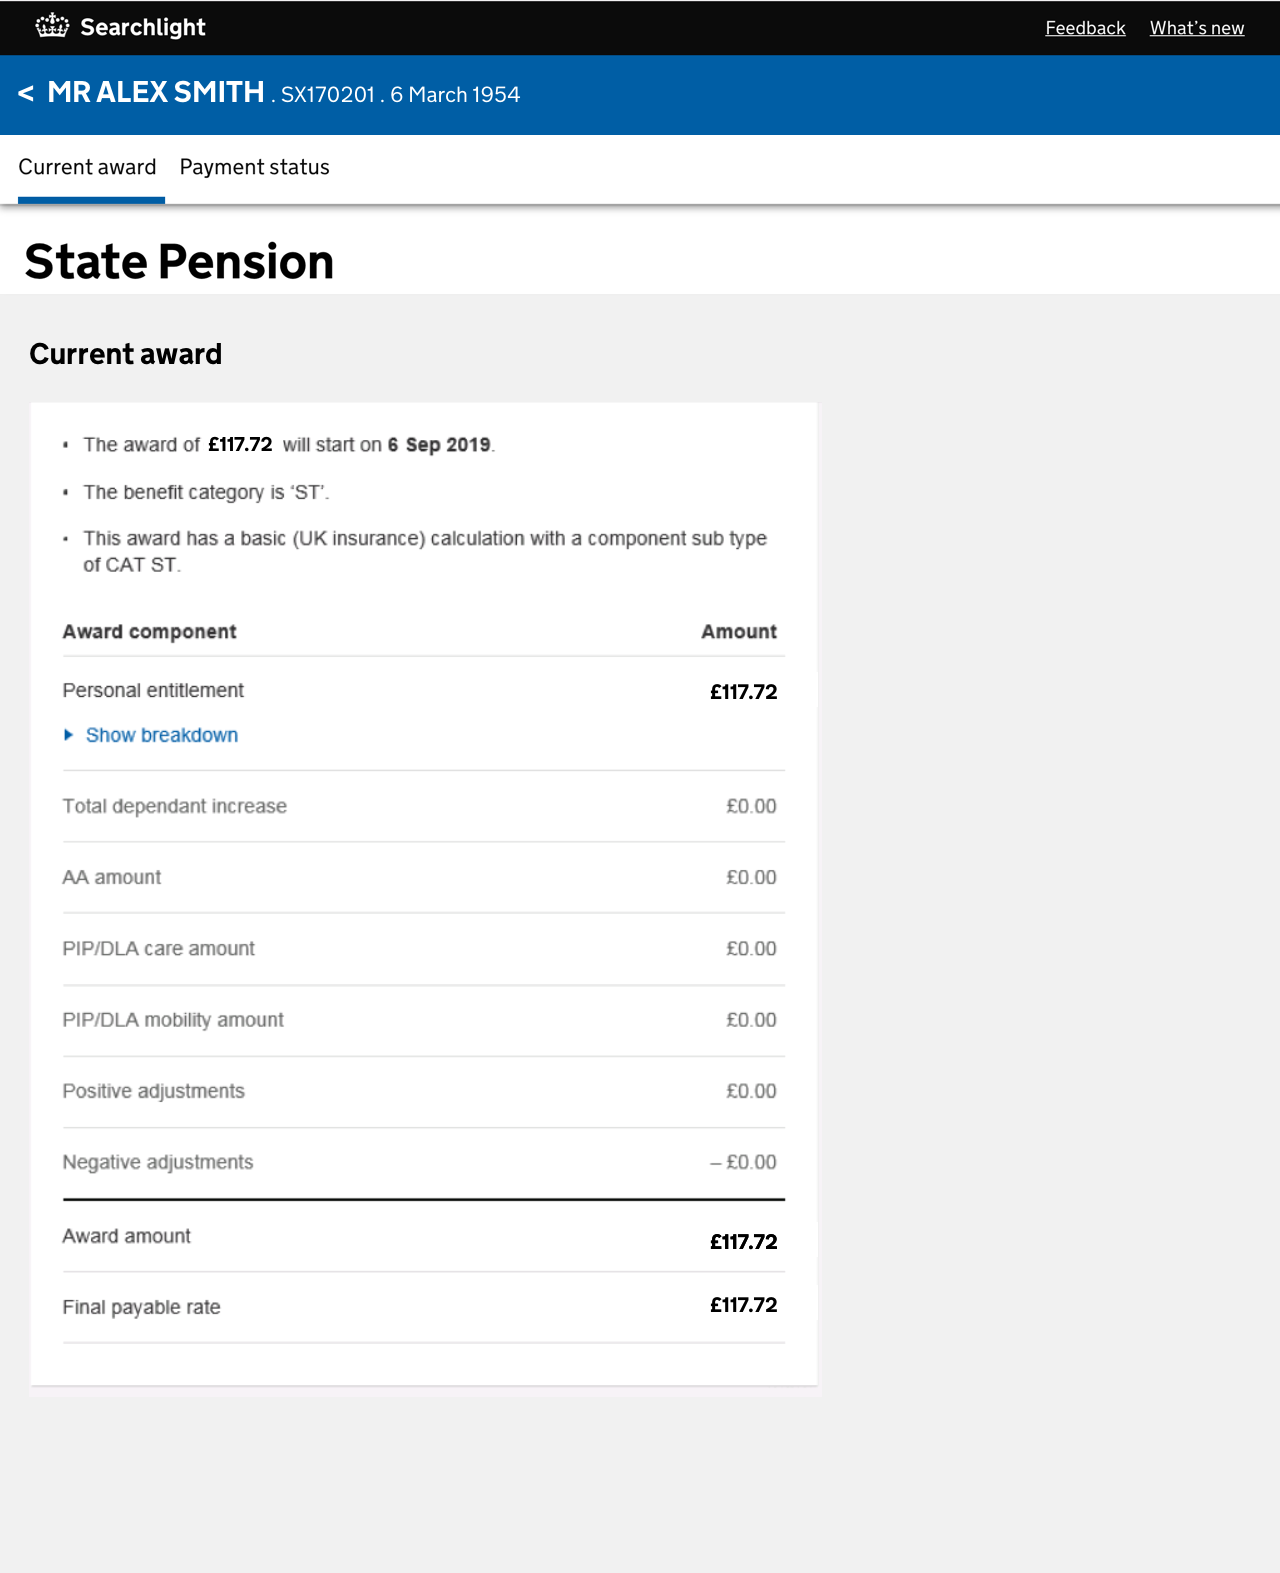 Searchlight
Feedback What's new
< MR ALEX SMITH . SX170201 . 6 March 1954
Current award Payment status
State Pension
Current award
• The award of £117.72 will start on 6 Sep 2019.
• The benefit category is ‘ST’.
• This award has a basic (UK insurance) calculation with a component sub type
of CAT ST.
Award component Amount
Personal entitlement £117.72
Show breakdown
Total dependant increase £0.00
AA amount £0.00
PIP/DLA care amount £0.00
PIP/DLA mobility amount £0.00
Positive adjustments £0.00
Negative adjustments – £0.00
Award amount £117.72
Final payable rate £117.72